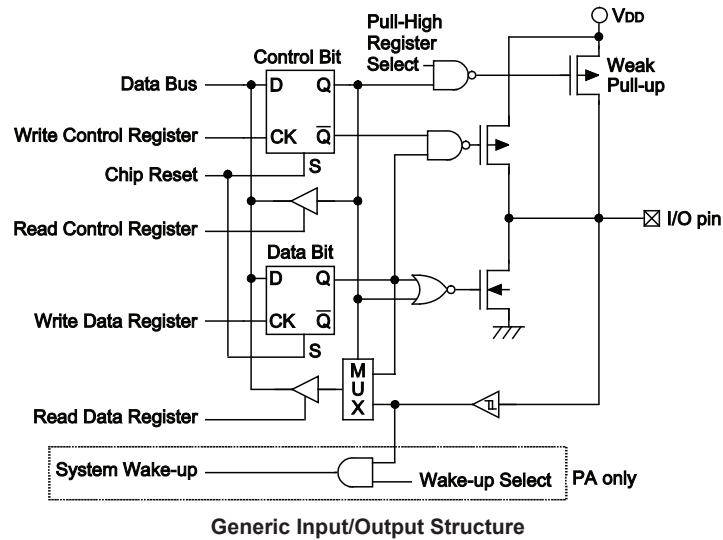 VDD
Pull-High
Register
Select
Control Bit
Weak
Pull-up
Data Bus
D Q
Write Control Register
CK Q
Chip Reset
S
I/O pin
Read Control Register
Data Bit
D Q
Write Data Register
CK Q
S
M
U
X
Read Data Register
System Wake-up
Wake-up Select
PA only
Generic Input/Output Structure